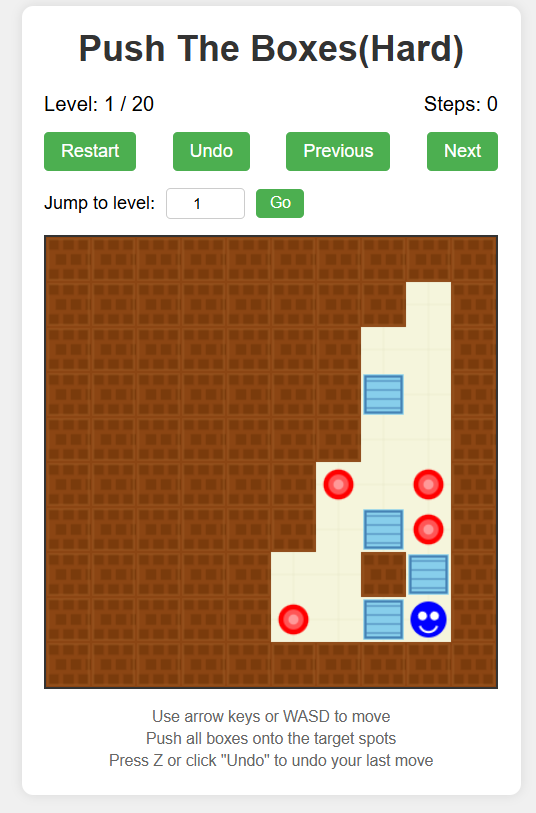 Push The Boxes(Hard)
Level: 1 / 20
Steps: 0
Restart
Undo
Previous
Next
Jump to level:
1
Go
Use arrow keys or WASD to move
Push all boxes onto the target spots
Press Z or click "Undo" to undo your last move